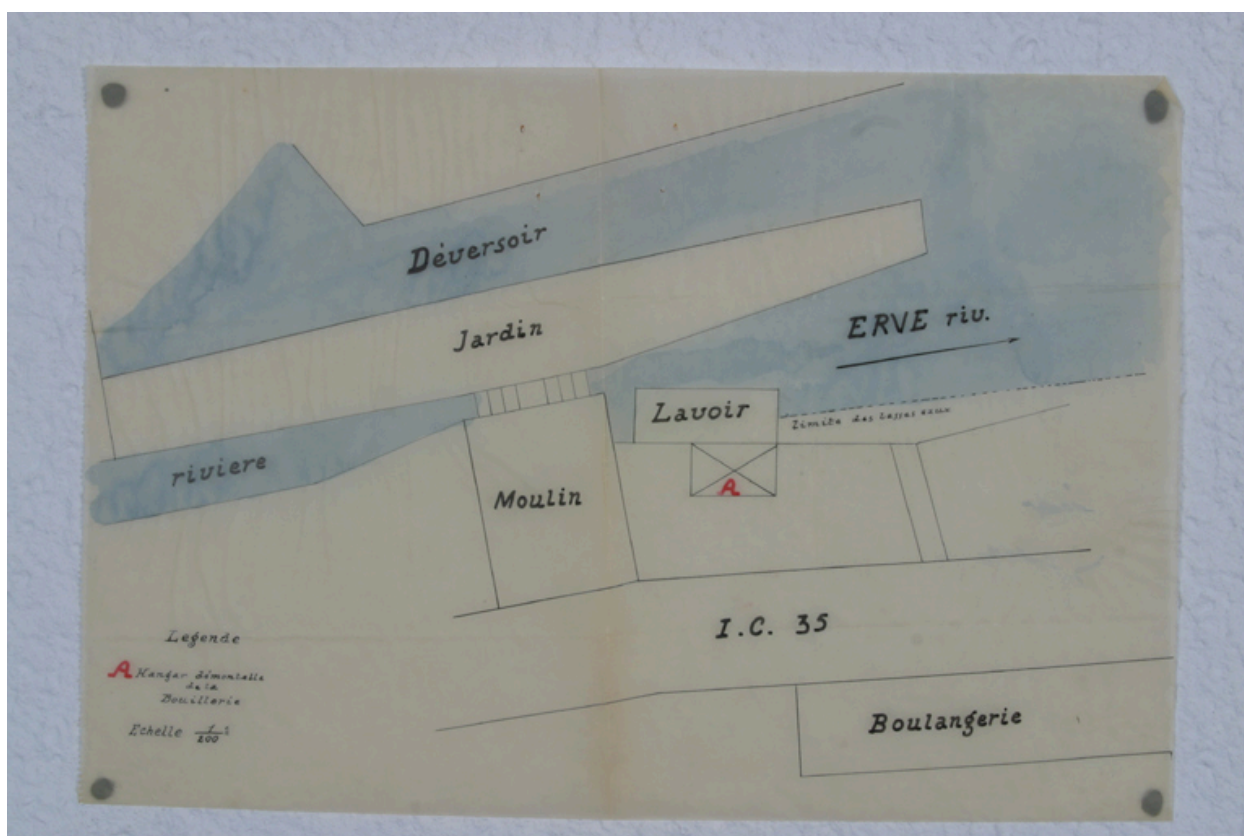 Déversoir
Jardin
ERVE riv.
Lavoir
Limite des basses eaux
riviere
Moulin
A
I.C. 35
Boulangerie
Legende
A Hangar démontable
de la
Bouillerie
Echelle 1/200 e